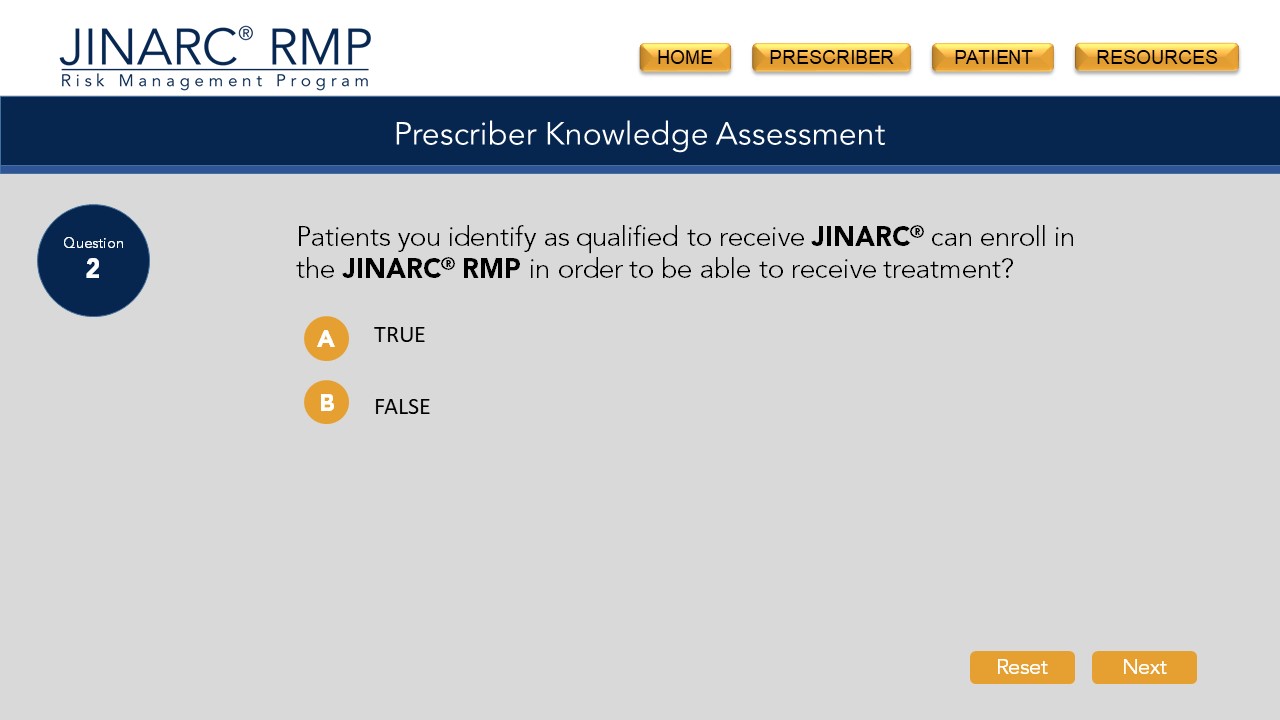 JINARC® RMP
Risk Management Program
HOME
PRESCRIBER
PATIENT
RESOURCES
Prescriber Knowledge Assessment
Question
2
Patients you identify as qualified to receive JINARC® can enroll in
the JINARC® RMP in order to be able to receive treatment?
A TRUE
B FALSE
Reset
Next